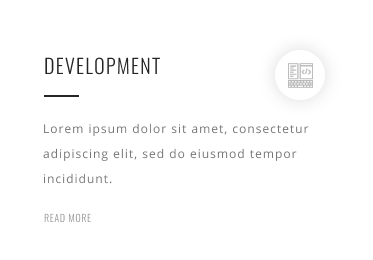 DEVELOPMENT
Lorem ipsum dolor sit amet, consectetur
adipiscing elit, sed do eiusmod tempor
incididunt.
READ MORE